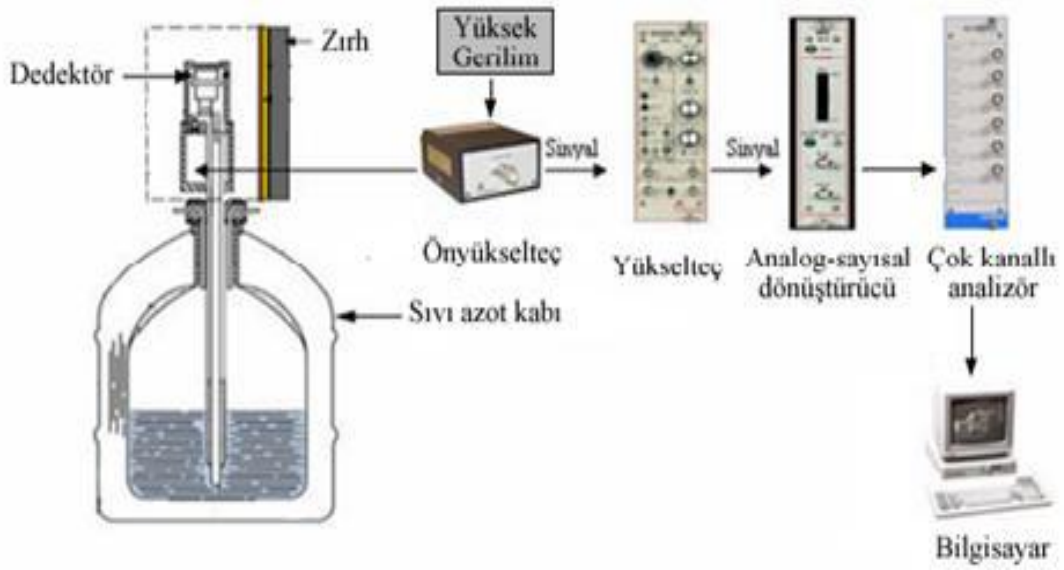 Dedektör
Zırh
Yüksek
Gerilim
Sinyal
Sinyal
Önyükselteç
Yükselteç
Analog-sayısal
dönüştürücü
Çok kanallı
analizör
Sıvı azot kabı
Bilgisayar